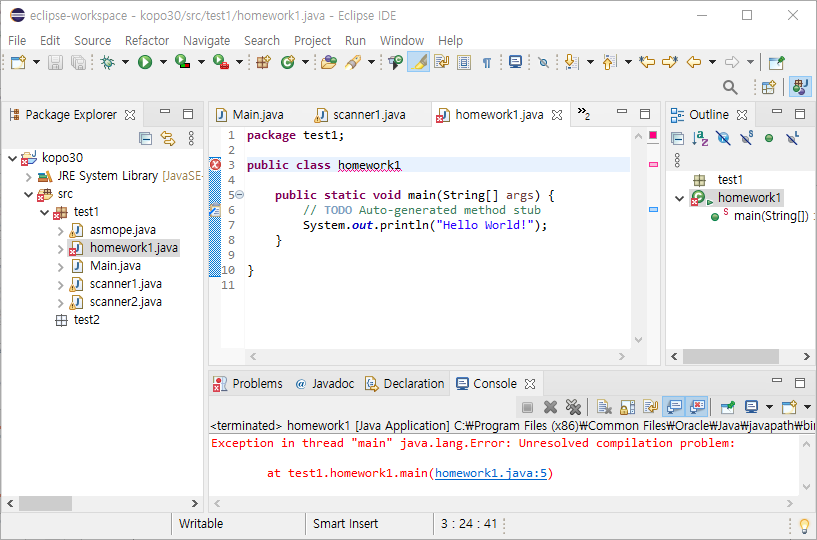 eclipse-workspace - kopo30/src/test1/homework1.java - Eclipse IDE
File Edit Source Refactor Navigate Search Project Run Window Help
Package Explorer
kopo30
JRE System Library [JavaSE-
src
test1
asmope.java
homework1.java
Main.java
scanner1.java
scanner2.java
test2
Main.java scanner1.java homework1.java »2
1 package test1;
2
3 public class homework1
4
5 public static void main(String[] args) {
6 // TODO Auto-generated method stub
7 System.out.println("Hello World!");
8 }
9
10 }
11
Outline
test1
homework1
main(String[]) :
Problems @ Javadoc Declaration Console
<terminated> homework1 [Java Application] C:₩Program Files (x86)₩Common Files₩Oracle₩Java₩javapath₩bin
Exception in thread "main" java.lang.Error: Unresolved compilation problem:
at test1.homework1.main(homework1.java:5)
Writable Smart Insert 3 : 24 : 41